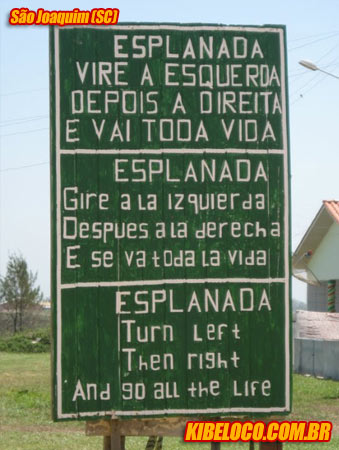 São Joaquim (SC)
ESPLANADA
VIRE A ESQUERDA
DEPOIS A DIREITA
E VAI TODA VIDA
ESPLANADA
Gire a la izquierda
Despues a la derecha
E se va toda la vida
ESPLANADA
Turn Left
Then right
And go all the Life
KIBELOCO.COM.BR